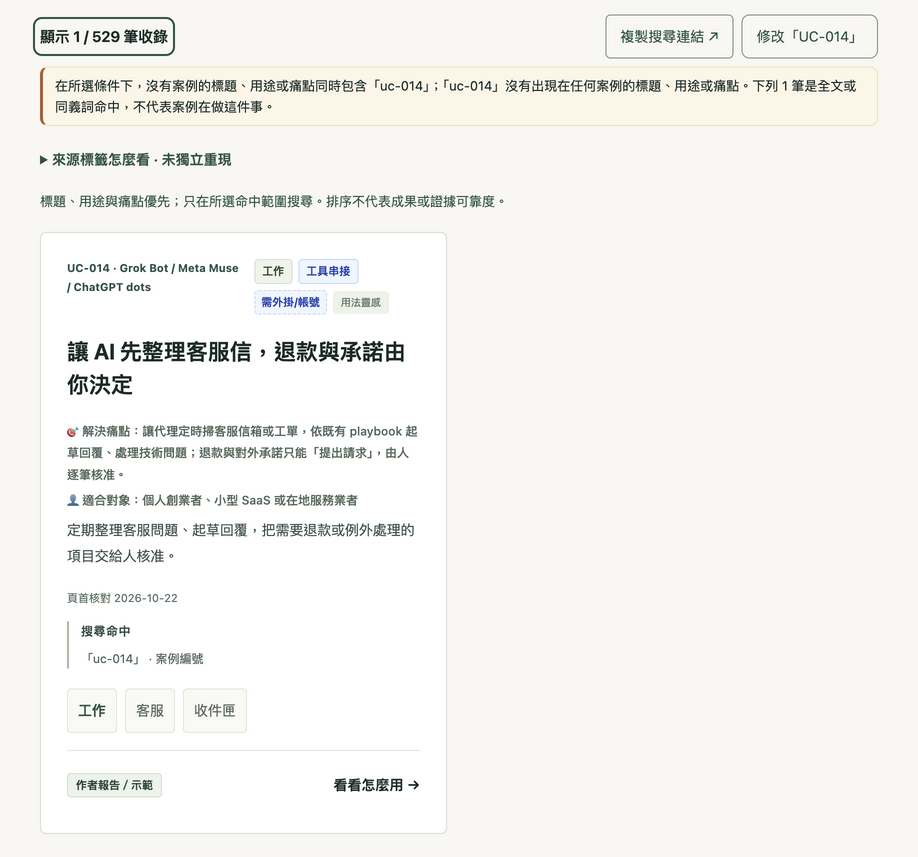 顯示 1 / 529 筆收錄
複製搜尋連結 ↗
修改「UC-014」
在所選條件下，沒有案例的標題、用途或痛點同時包含「uc-014」；「uc-014」沒有出現在任何案例的標題、用途或痛點。下列 1 筆是全文或
同義詞命中，不代表案例在做這件事。
▶ 來源標籤怎麼看 · 未獨立重現
標題、用途與痛點優先；只在所選命中範圍搜尋。排序不代表成果或證據可靠度。
UC-014 · Grok Bot / Meta Muse
/ ChatGPT dots
工作
工具串接
需外掛/帳號
用法靈感
讓 AI 先整理客服信，退款與承諾由
你決定
🎯 解決痛點：讓代理定時掃客服信箱或工單，依既有 playbook 起
草回覆、處理技術問題；退款與對外承諾只能「提出請求」，由人
逐筆核准。
👤 適合對象：個人創業者、小型 SaaS 或在地服務業者
定期整理客服問題、起草回覆，把需要退款或例外處理的
項目交給人核准。
頁首核對 2026-10-22
搜尋命中
「uc-014」 · 案例編號
工作
客服
收件匣
作者報告 / 示範
看看怎麼用 →